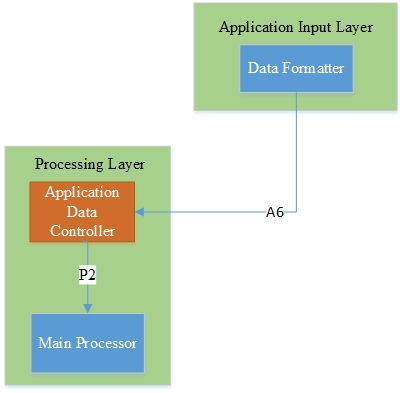 Application Input Layer
Data Formatter
Processing Layer
Application
Data
Controller
A6
P2
Main Processor